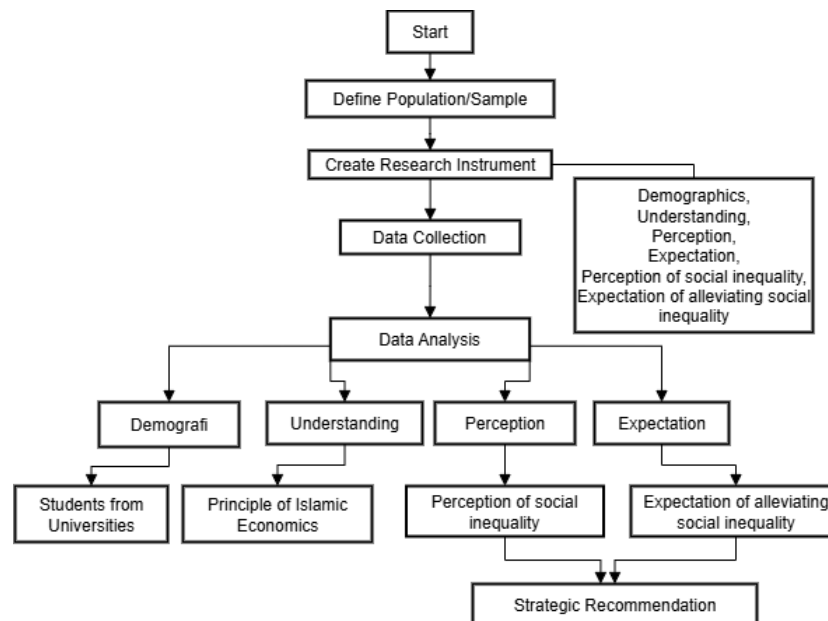 Start
Define Population/Sample
Create Research Instrument
Demographics,
Understanding,
Perception,
Expectation,
Perception of social inequality,
Expectation of alleviating social
inequality
Data Collection
Data Analysis
Demografi
Understanding
Perception
Expectation
Students from
Universities
Principle of Islamic
Economics
Perception of social
inequality
Expectation of alleviating
social inequality
Strategic Recommendation